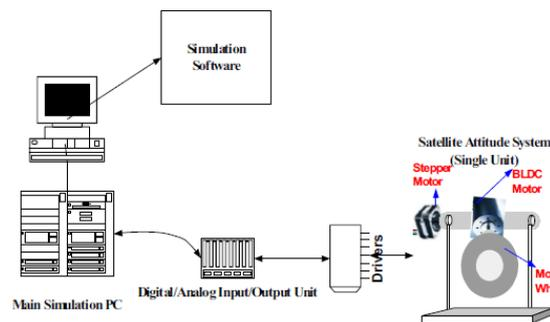 Simulation
Software
Satellite Attitude System
(Single Unit)
Stepper
Motor
BLDC
Motor
Drivers
Digital/Analog Input/Output Unit
Main Simulation PC